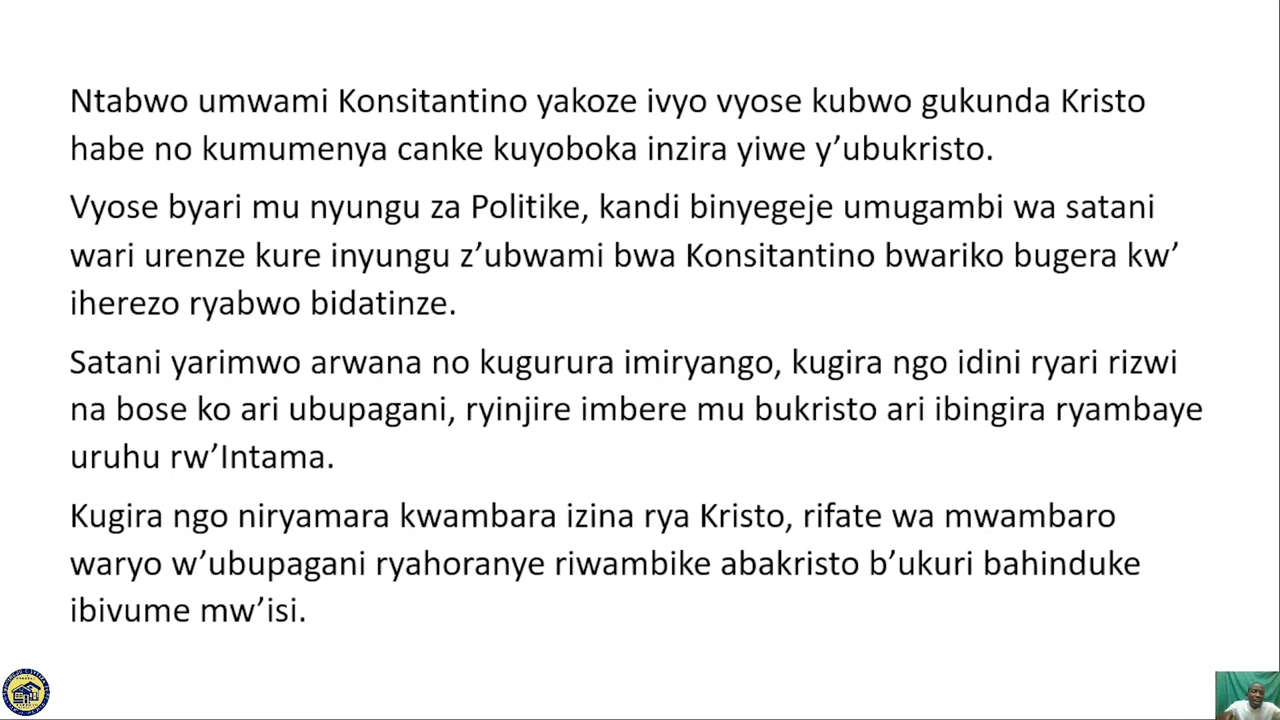 Ntabwo umwami Konsitantino yakoze ivyo vyose kubwo gukunda Kristo
habe no kumumenya canke kuyoboka inzira yiwe y’ubukristo.
Vyose byari mu nyungu za Politike, kandi binyegeje umugambi wa satani
wari urenze kure inyungu z’ubwami bwa Konsitantino bwariko bugera kw’
iherezo ryabwo bidatinze.
Satani yarimwo arwana no kugurura imiryango, kugira ngo idini ryari rizwi
na bose ko ari ubupagani, ryinjire imbere mu bukristo ari ibingira ryambaye
uruhu rw’Intama.
Kugira ngo niryamara kwambara izina rya Kristo, rifate wa mwambaro
waryo w’ubupagani ryahoranye riwambike abakristo b’ukuri bahinduke
ibivume mw’isi.